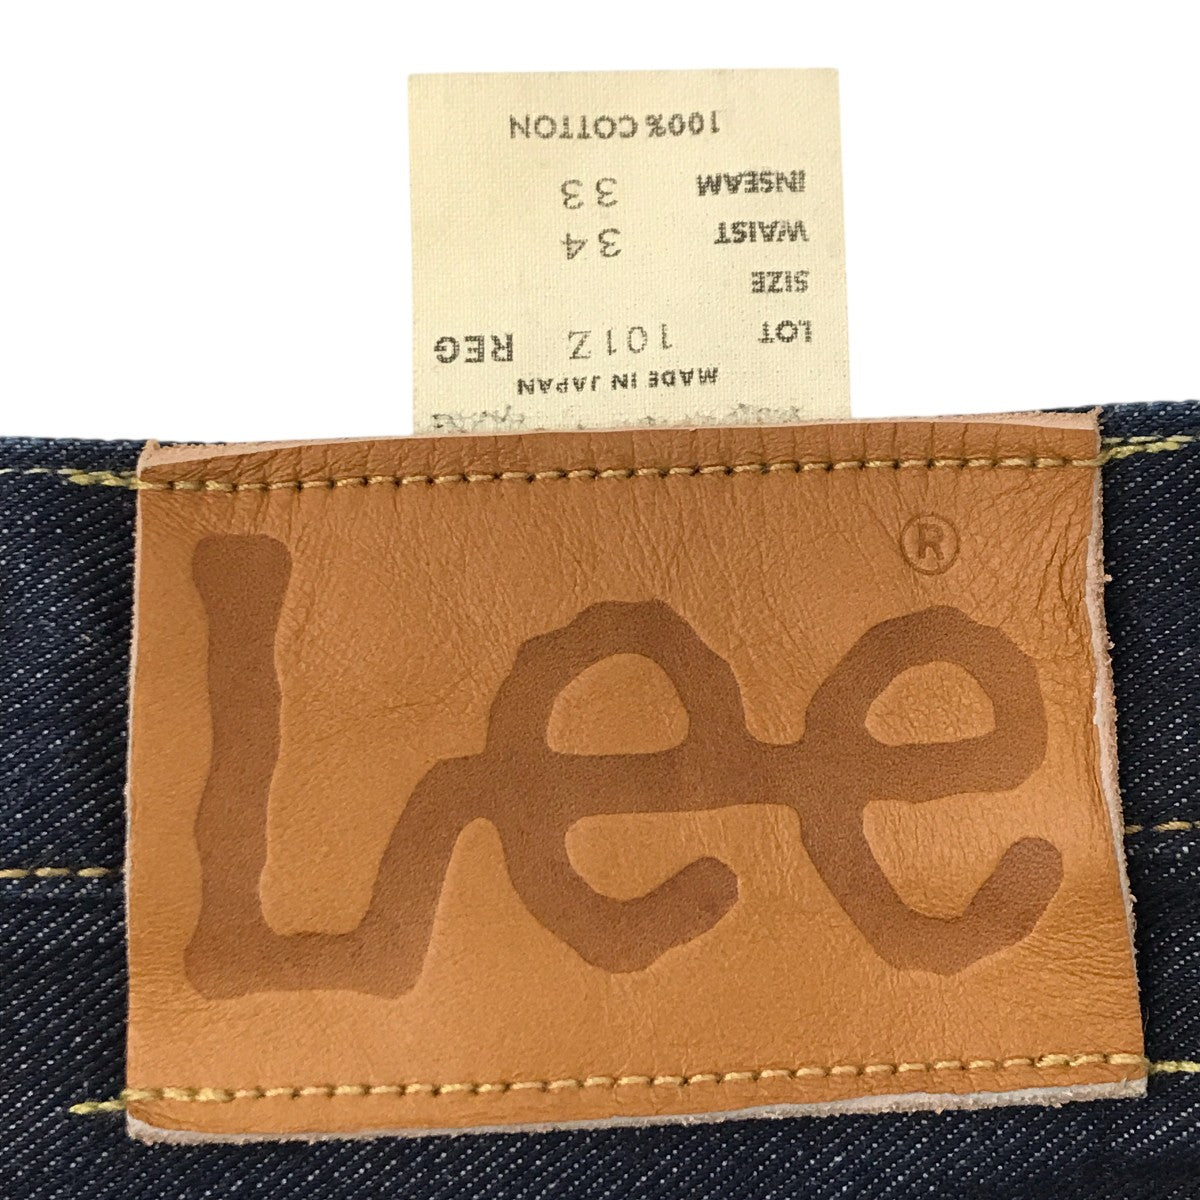 MADE IN JAPAN
LOT 101Z REG
SIZE
WAIST 34
INSEAM 33
100% COTTON
Lee ®